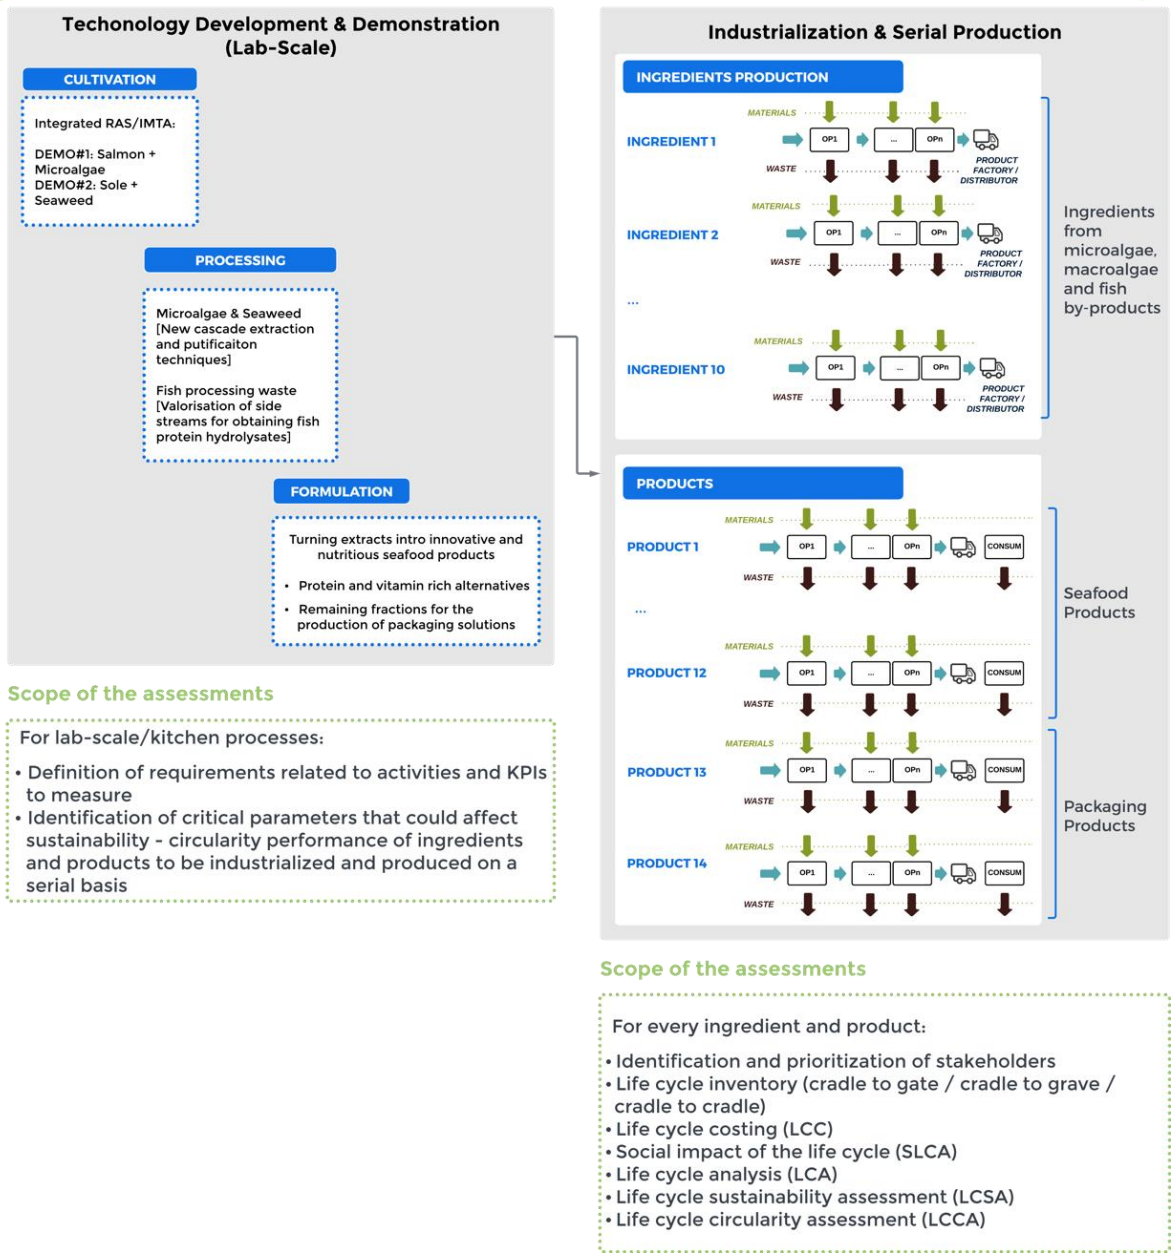 Techonology Development & Demonstration
(Lab-Scale)
CULTIVATION
Integrated RAS/IMTA:
DEMO#1: Salmon +
Microalgae
DEMO#2: Sole +
Seaweed
PROCESSING
Microalgae & Seaweed
[New cascade extraction
and putificaiton
techniques]
Fish processing waste
[Valorisation of side
streams for obtaining fish
protein hydrolysates]
FORMULATION
Turning extracts intro innovative and
nutritious seafood products
• Protein and vitamin rich alternatives
• Remaining fractions for the
production of packaging solutions
Scope of the assessments
For lab-scale/kitchen processes:
• Definition of requirements related to activities and KPIs
to measure
• Identification of critical parameters that could affect
sustainability - circularity performance of ingredients
and products to be industrialized and produced on a
serial basis
Industrialization & Serial Production
INGREDIENTS PRODUCTION
MATERIALS
INGREDIENT 1
OP1
...
OPn
WASTE
PRODUCT
FACTORY /
DISTRIBUTOR
MATERIALS
INGREDIENT 2
OP1
...
OPn
WASTE
PRODUCT
FACTORY /
DISTRIBUTOR
...
MATERIALS
INGREDIENT 10
OP1
...
OPn
WASTE
PRODUCT
FACTORY /
DISTRIBUTOR
Ingredients
from
microalgae,
macroalgae
and fish
by-products
PRODUCTS
MATERIALS
PRODUCT 1
OP1
...
OPn
CONSUM
WASTE
...
MATERIALS
PRODUCT 12
OP1
...
OPn
CONSUM
WASTE
Seafood
Products
MATERIALS
PRODUCT 13
OP1
...
OPn
CONSUM
WASTE
MATERIALS
PRODUCT 14
OP1
...
OPn
CONSUM
WASTE
Packaging
Products
Scope of the assessments
For every ingredient and product:
• Identification and prioritization of stakeholders
• Life cycle inventory (cradle to gate / cradle to grave /
cradle to cradle)
• Life cycle costing (LCC)
• Social impact of the life cycle (SLCA)
• Life cycle analysis (LCA)
• Life cycle sustainability assessment (LCSA)
• Life cycle circularity assessment (LCCA)